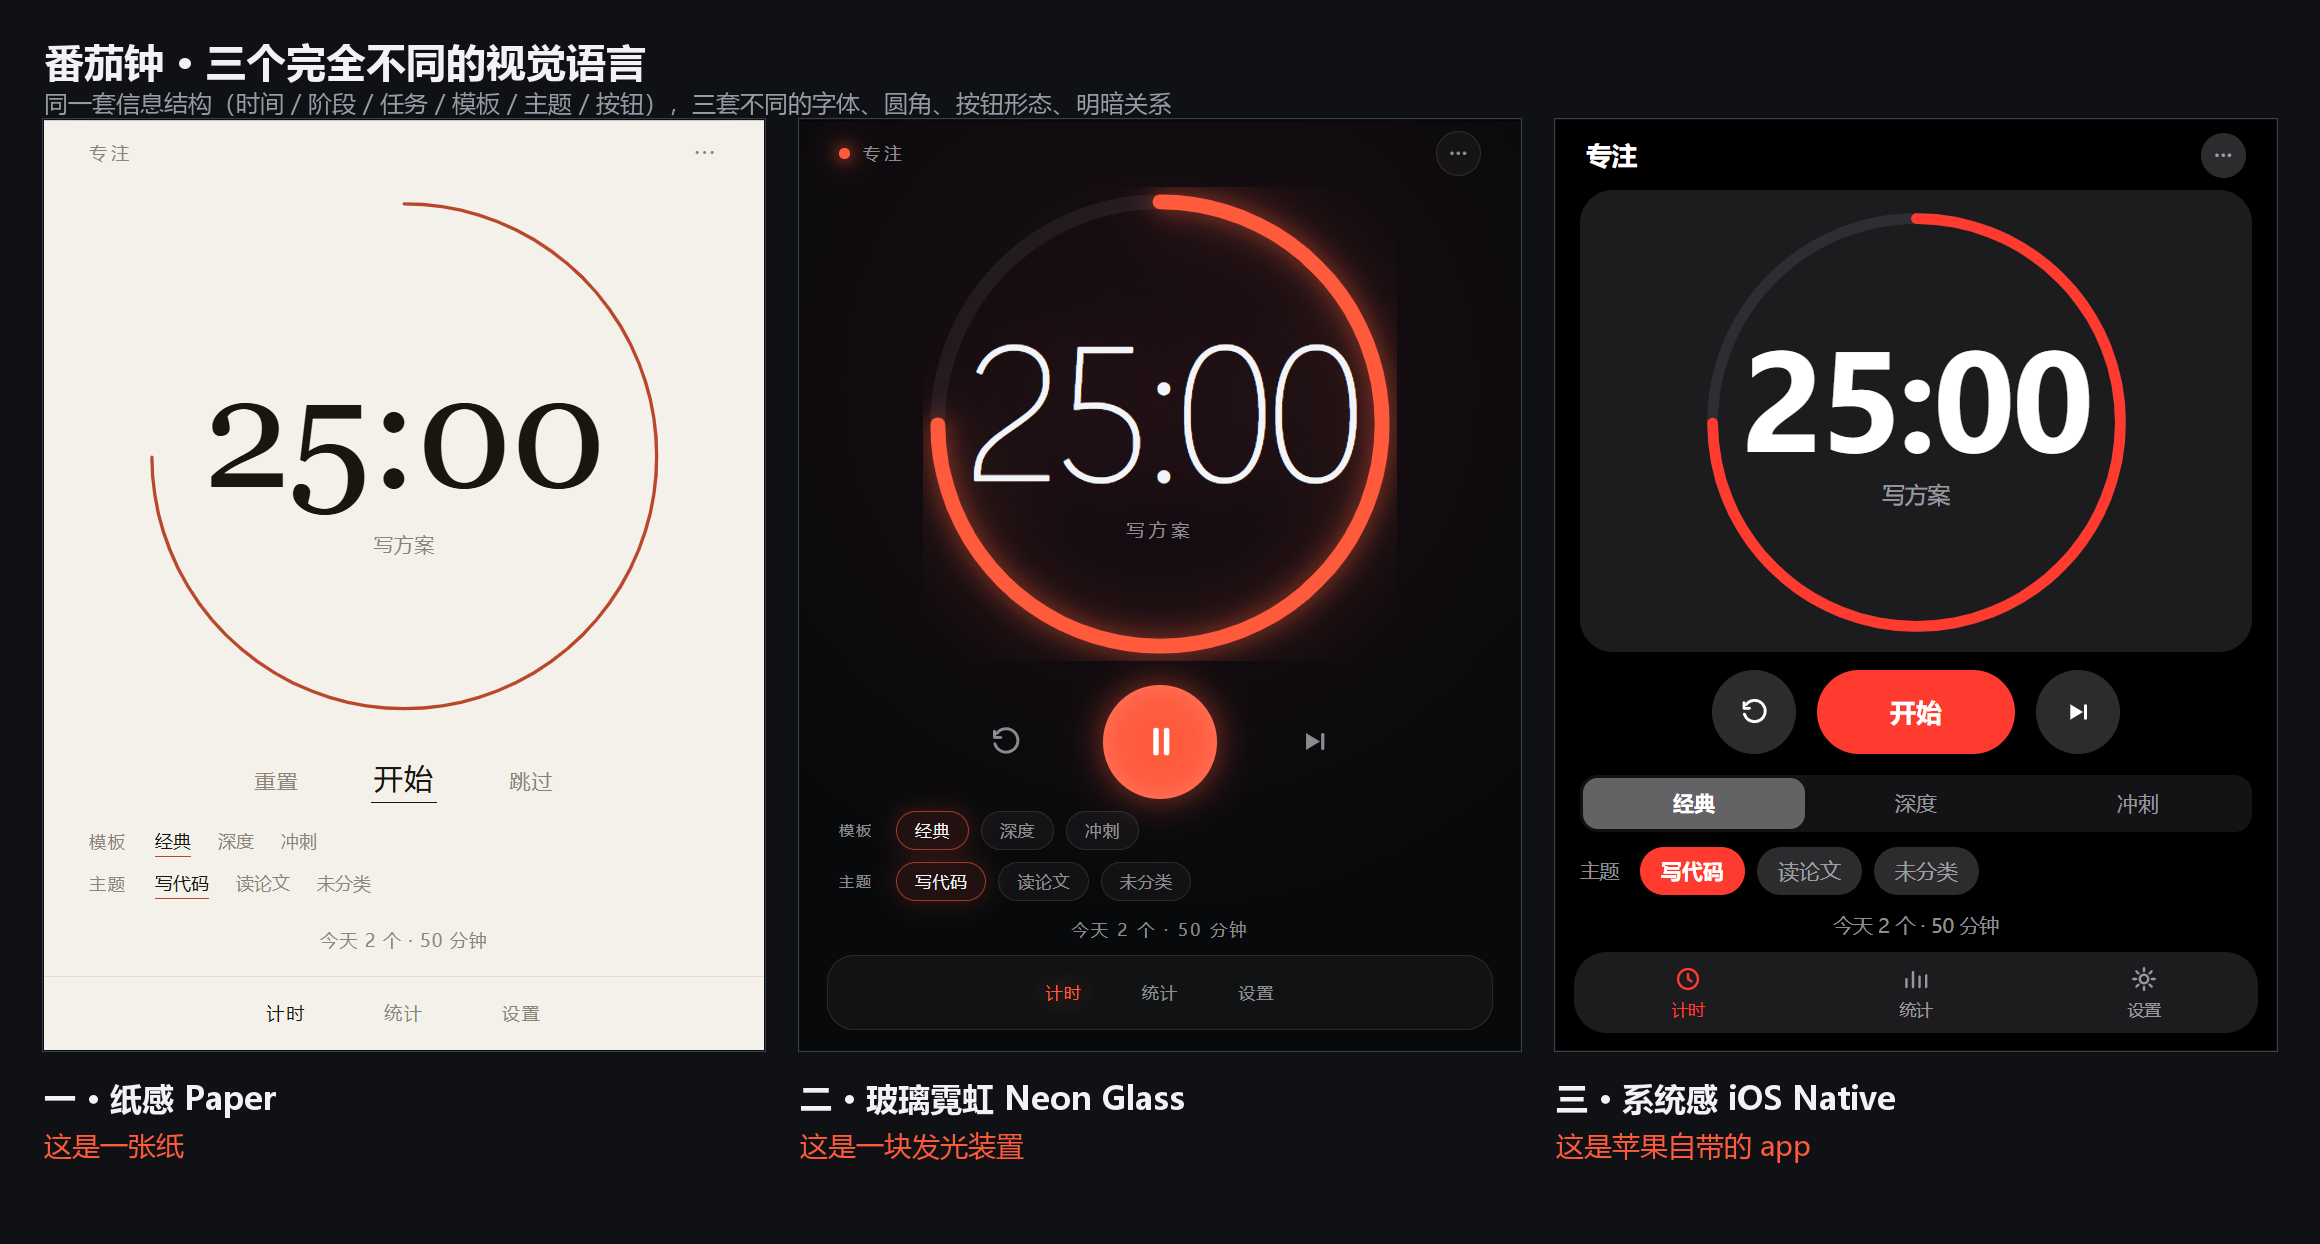 番茄钟 · 三个完全不同的视觉语言
同一套信息结构（时间 / 阶段 / 任务 / 模板 / 主题 / 按钮），三套不同的字体、圆角、按钮形态、明暗关系
专注 ···
25:00
写方案
重置 开始 跳过
模板 经典 深度 冲刺
主题 写代码 读论文 未分类
今天 2 个 · 50 分钟
计时 统计 设置
一 · 纸感 Paper
这是一张纸
专注 ···
25:00
写方案
模板 经典 深度 冲刺
主题 写代码 读论文 未分类
今天 2 个 · 50 分钟
计时 统计 设置
二 · 玻璃霓虹 Neon Glass
这是一块发光装置
专注 ···
25:00
写方案
开始
经典 深度 冲刺
主题 写代码 读论文 未分类
今天 2 个 · 50 分钟
计时 统计 设置
三 · 系统感 iOS Native
这是苹果自带的 app